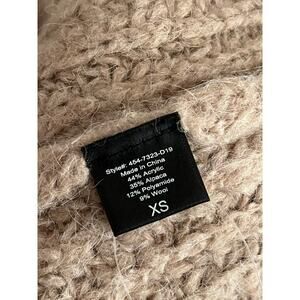 Style#: 454-7323-D19
Made in China
44% Acrylic
35% Alpaca
12% Polyamide
9% Wool
XS